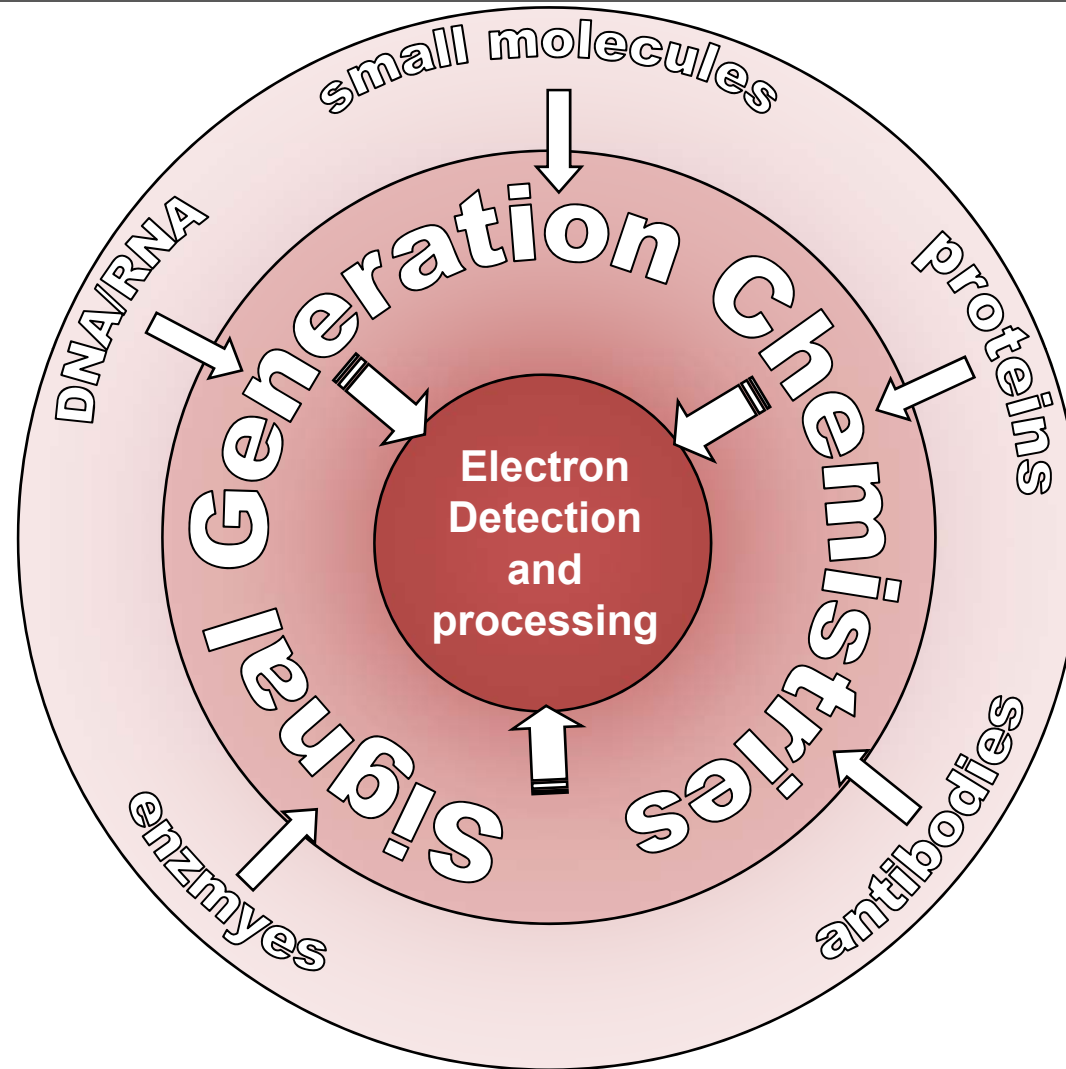 small molecules
DNA/RNA
proteins
Signal Generation Chemistries
Electron
Detection
and
processing
enzmyes
antibodies